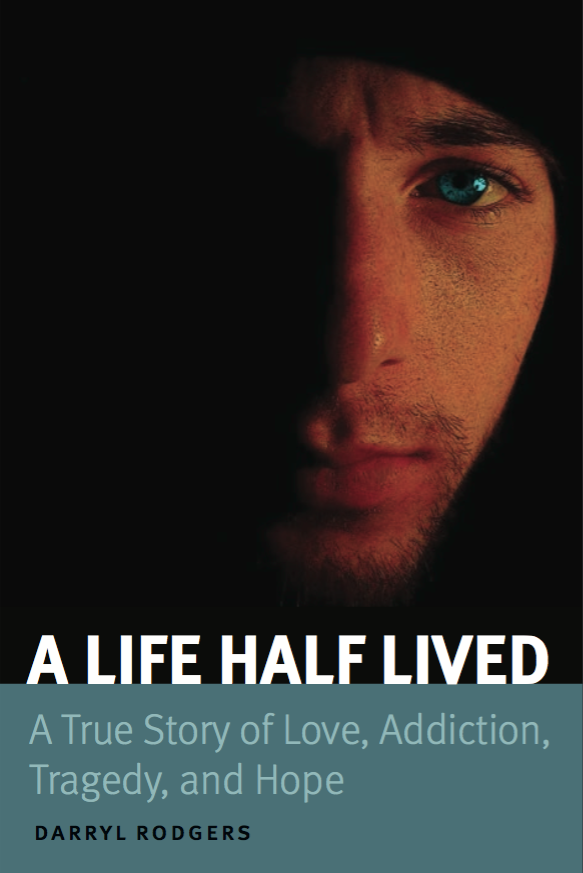 A LIFE HALF LIVED
A True Story of Love, Addiction,
Tragedy, and Hope
DARRYL RODGERS